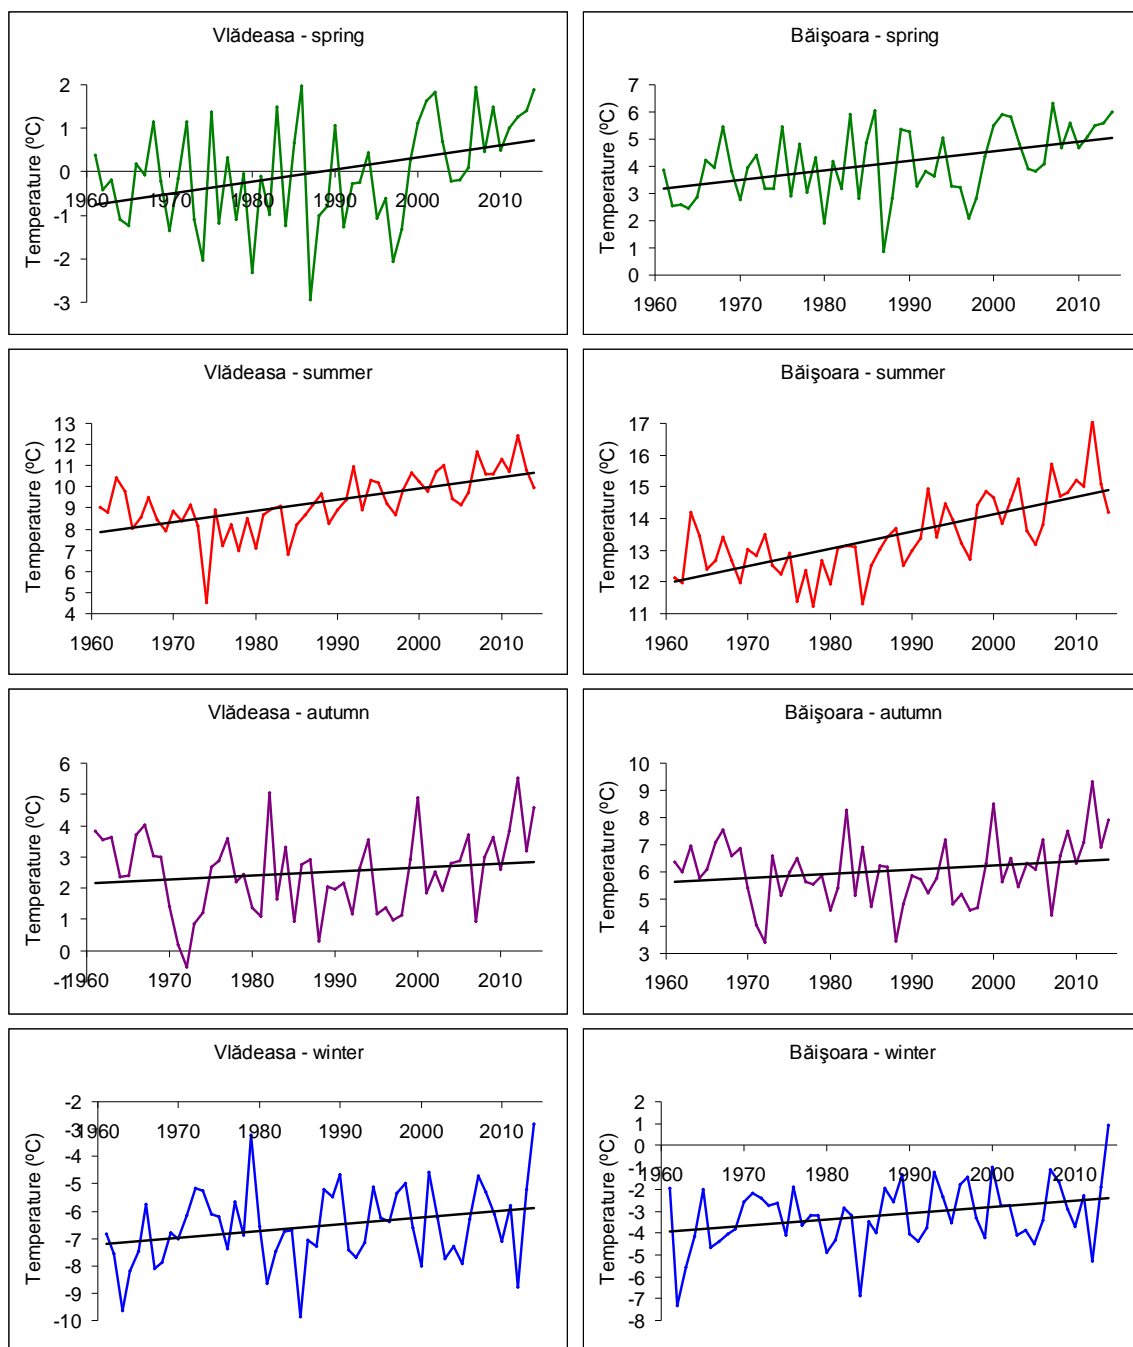 Vlădeasa - spring
Temperature (ºC)
2
1
0
-1
-2
-3
1960 1970 1980 1990 2000 2010
Băişoara - spring
Temperature (ºC)
7
6
5
4
3
2
1
0
1960 1970 1980 1990 2000 2010
Vlădeasa - summer
Temperature (ºC)
13
12
11
10
9
8
7
6
5
4
1960 1970 1980 1990 2000 2010
Băişoara - summer
Temperature (ºC)
17
16
15
14
13
12
11
1960 1970 1980 1990 2000 2010
Vlădeasa - autumn
Temperature (ºC)
6
5
4
3
2
1
0
-1
1960 1970 1980 1990 2000 2010
Băişoara - autumn
Temperature (ºC)
10
9
8
7
6
5
4
3
1960 1970 1980 1990 2000 2010
Vlădeasa - winter
Temperature (ºC)
-2
-3
-4
-5
-6
-7
-8
-9
-10
1960 1970 1980 1990 2000 2010
Băişoara - winter
Temperature (ºC)
2
1
0
-1
-2
-3
-4
-5
-6
-7
-8
1960 1970 1980 1990 2000 2010